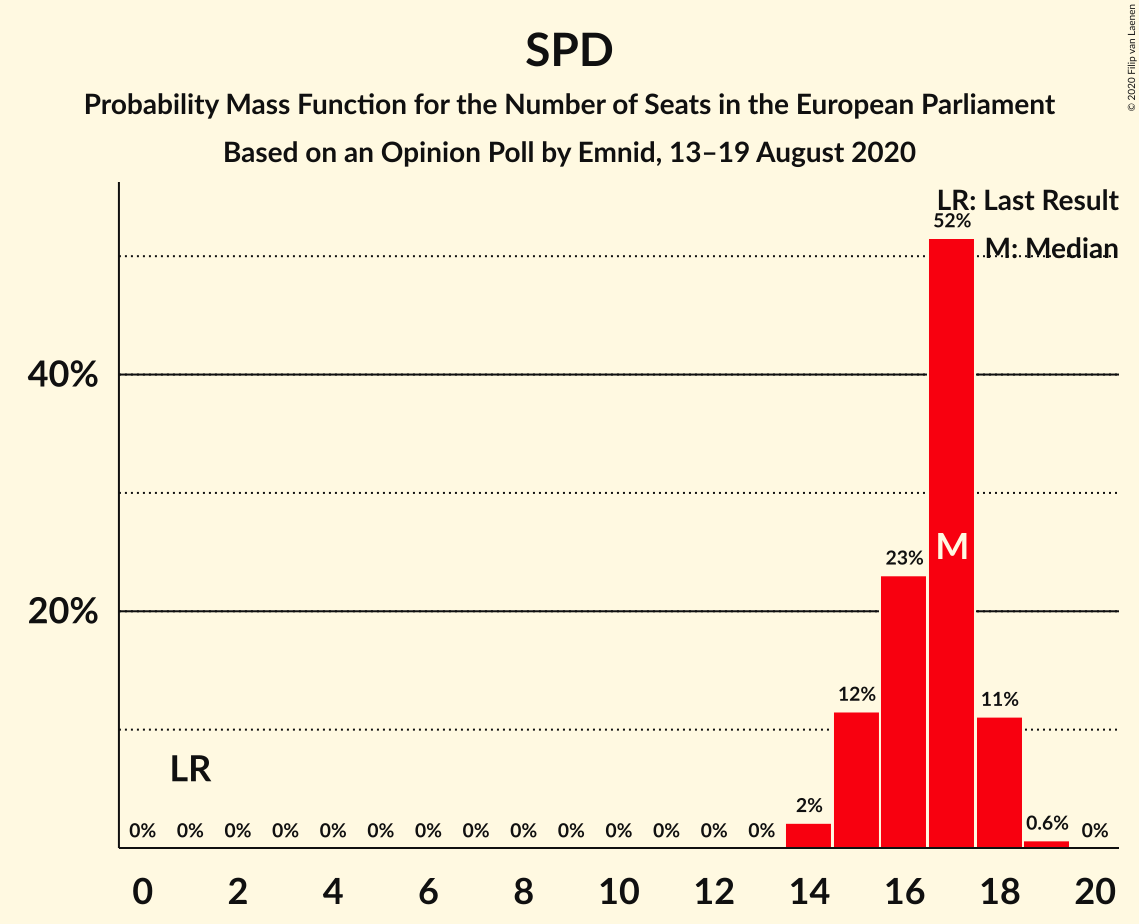 © 2020 Filip van Laenen
SPD
Probability Mass Function for the Number of Seats in the European Parliament
Based on an Opinion Poll by Emnid, 13–19 August 2020
LR: Last Result
M: Median
52%
40%
M
23%
20%
12%
11%
LR
2%
0.6%
0% 0% 0% 0% 0% 0% 0% 0% 0% 0% 0% 0% 0% 0% 0%
0 2 4 6 8 10 12 14 16 18 20